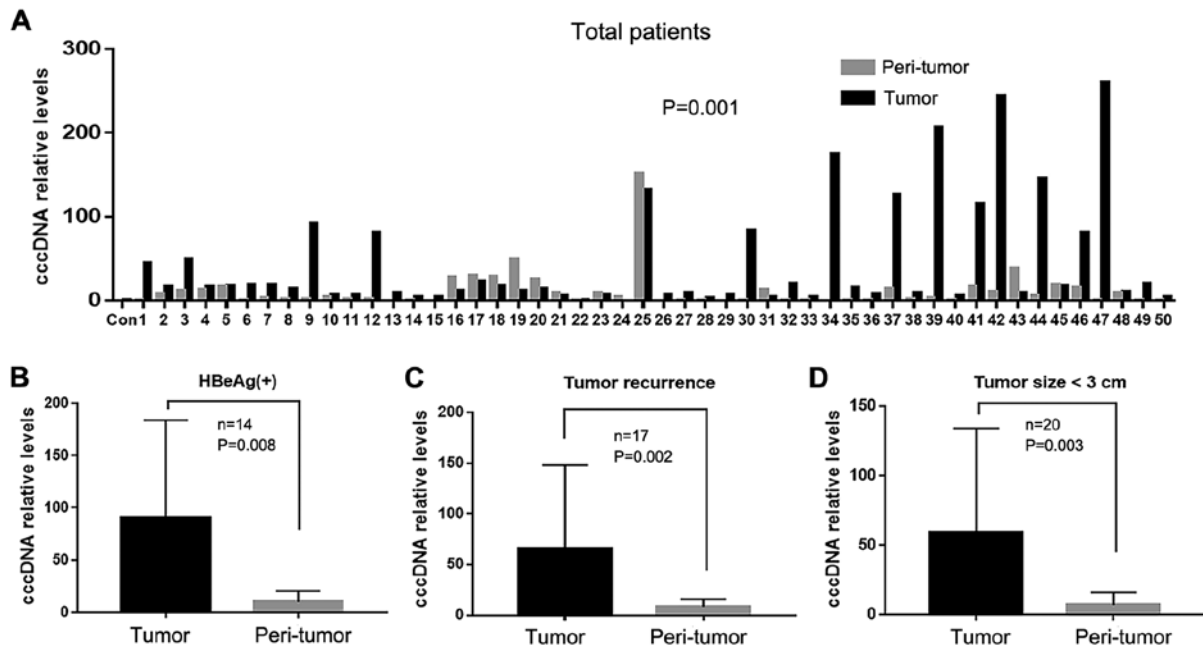 A
Total patients
300
200
100
0
cccDNA relative levels
Peri-tumor
Tumor
P=0.001
Con 1 2 3 4 5 6 7 8 9 10 11 12 13 14 15 16 17 18 19 20 21 22 23 24 25 26 27 28 29 30 31 32 33 34 35 36 37 38 39 40 41 42 43 44 45 46 47 48 49 50
B
HBeAg(+)
200
150
100
50
0
cccDNA relative levels
n=14
P=0.008
Tumor Peri-tumor
C
Tumor recurrence
200
150
100
50
0
cccDNA relative levels
n=17
P=0.002
Tumor Peri-tumor
D
Tumor size < 3 cm
150
100
50
0
cccDNA relative levels
n=20
P=0.003
Tumor Peri-tumor